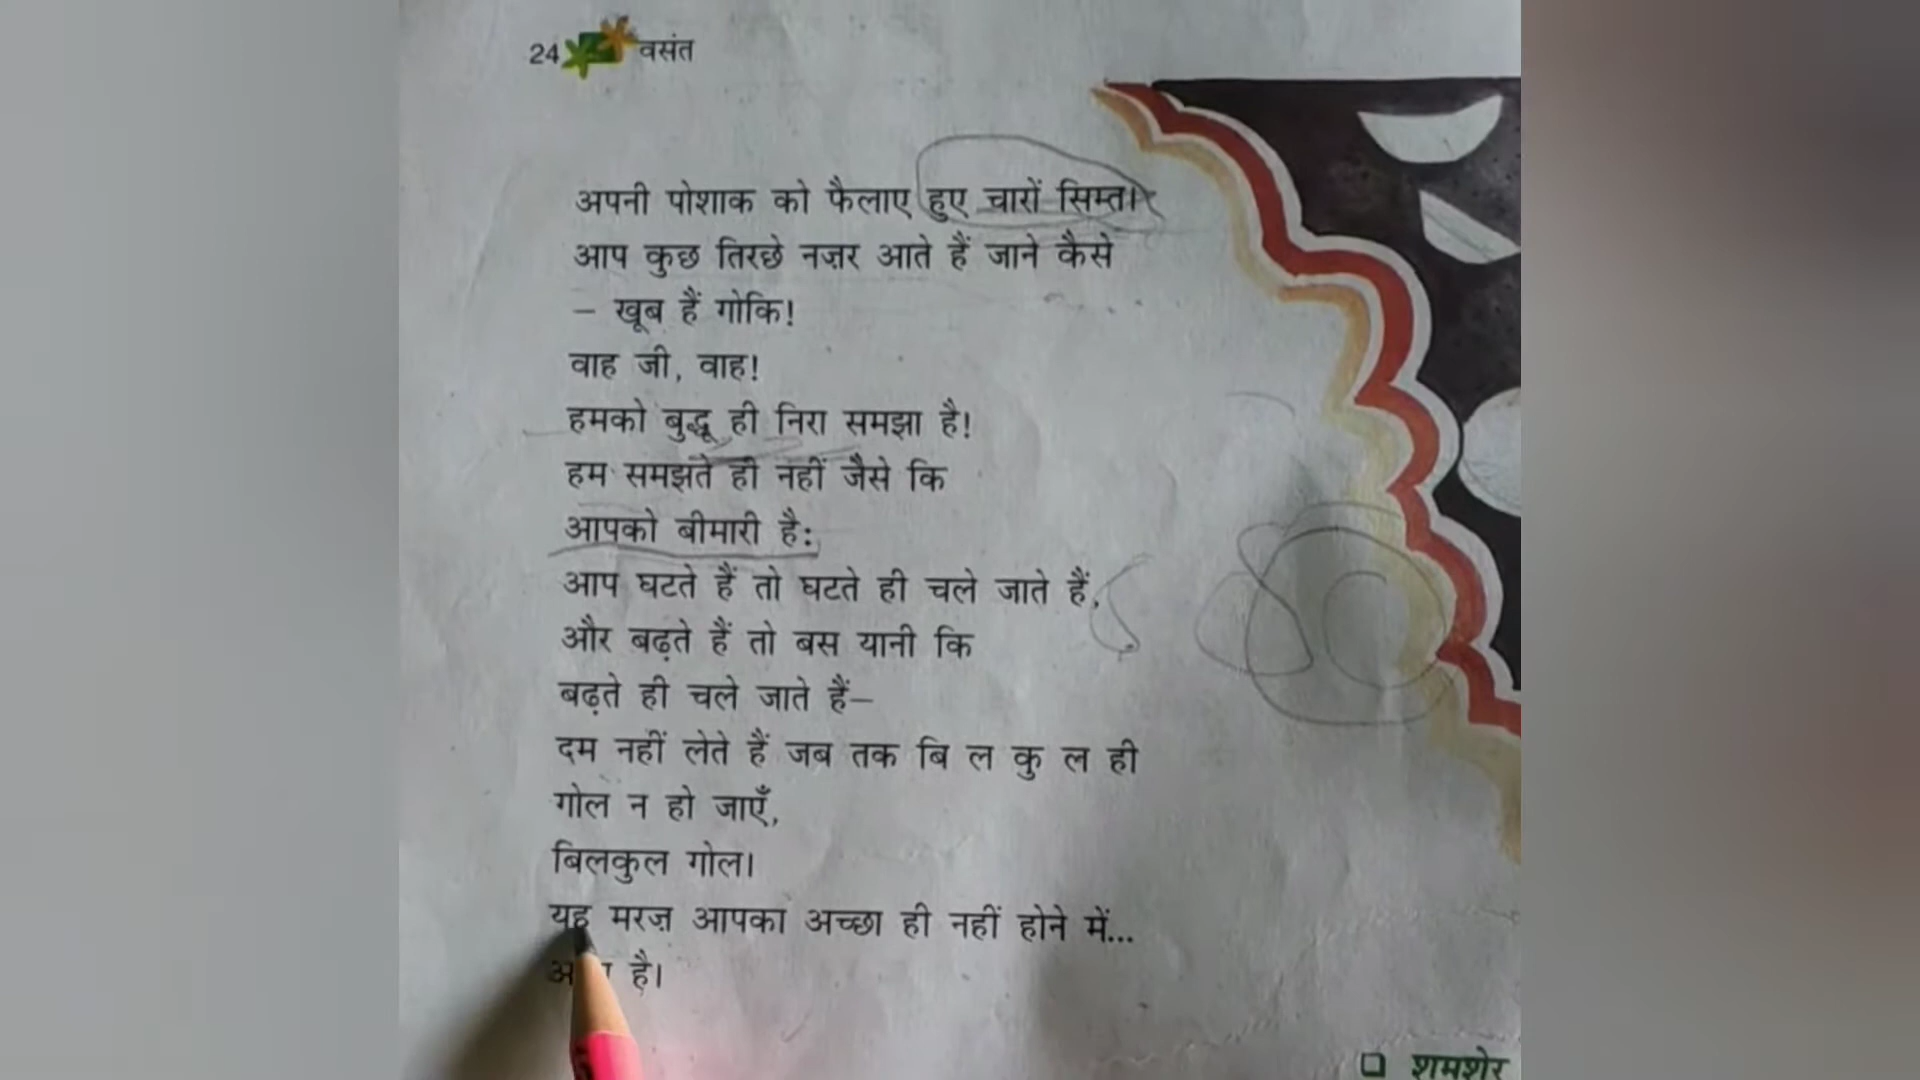 24 वसंत
अपनी पोशाक को फैलाए हुए चारों सिम्त।
आप कुछ तिरछे नज़र आते हैं जाने कैसे
– खूब हैं गोकि!
वाह जी, वाह!
हमको बुद्धू ही निरा समझा है!
हम समझते ही नहीं जैसे कि
आपको बीमारी है:
आप घटते हैं तो घटते ही चले जाते हैं,
और बढ़ते हैं तो बस यानी कि
बढ़ते ही चले जाते हैं–
दम नहीं लेते हैं जब तक बि ल कु ल ही
गोल न हो जाएँ,
बिलकुल गोल।
यह मरज़ आपका अच्छा ही नहीं होने में...
है।
शमशेर